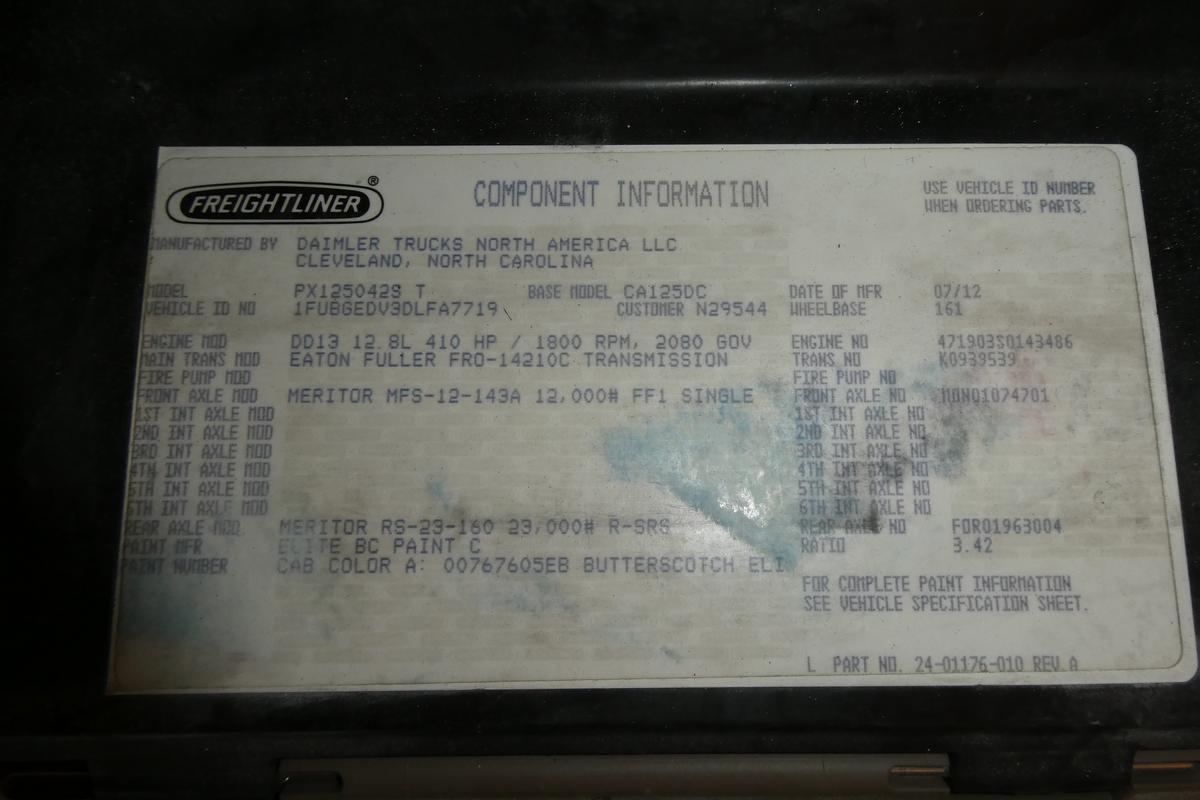 FREIGHTLINER ®
COMPONENT INFORMATION
USE VEHICLE ID NUMBER
WHEN ORDERING PARTS.
MANUFACTURED BY DAIMLER TRUCKS NORTH AMERICA LLC
CLEVELAND, NORTH CAROLINA
MODEL PX125042S T BASE MODEL CA125DC DATE OF MFR 07/12
VEHICLE ID NO 1FUBGEDV3DLFA7719 CUSTOMER N29544 WHEELBASE 161
ENGINE MOD DD13 12.8L 410 HP / 1800 RPM, 2080 GOV ENGINE NO 471903S0143486
MAIN TRANS MOD EATON FULLER FRO-14210C TRANSMISSION TRANS NO K0939539
FIRE PUMP MOD FIRE PUMP NO
FRONT AXLE MOD MERITOR MFS-12-143A 12,000# FF1 SINGLE FRONT AXLE NO
1ST INT AXLE MOD 1ST INT AXLE NO
2ND INT AXLE MOD 2ND INT AXLE NO
3RD INT AXLE MOD 3RD INT AXLE NO
4TH INT AXLE MOD 4TH INT AXLE NO
5TH INT AXLE MOD 5TH INT AXLE NO
6TH INT AXLE MOD 6TH INT AXLE NO
REAR AXLE MOD. MERITOR RS-23-160 23,000# R-SRS REAR AXLE NO FOR01963004
PAINT MFR ELITE BC PAINT C RATIO 3.42
PAINT NUMBER CAB COLOR A: 00767605EB BUTTERSCOTCH ELI
FOR COMPLETE PAINT INFORMATION
SEE VEHICLE SPECIFICATION SHEET.
L PART NO. 24-01176-010 REV A